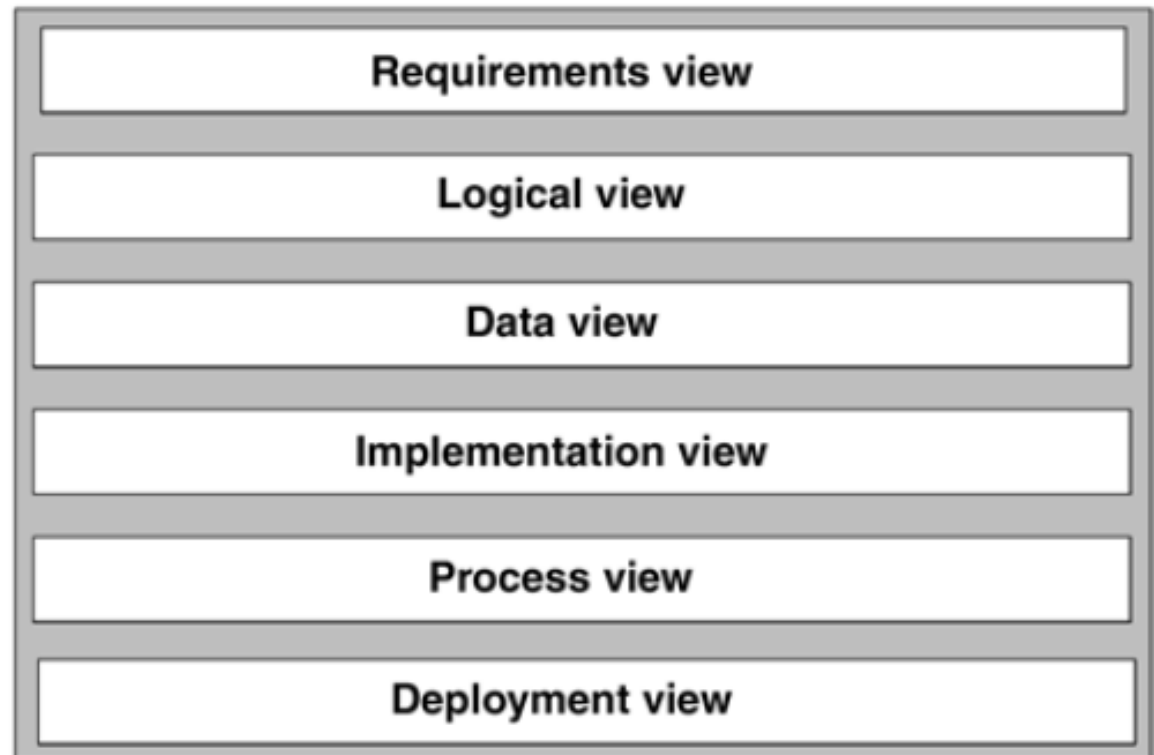 Requirements view
Logical view
Data view
Implementation view
Process view
Deployment view